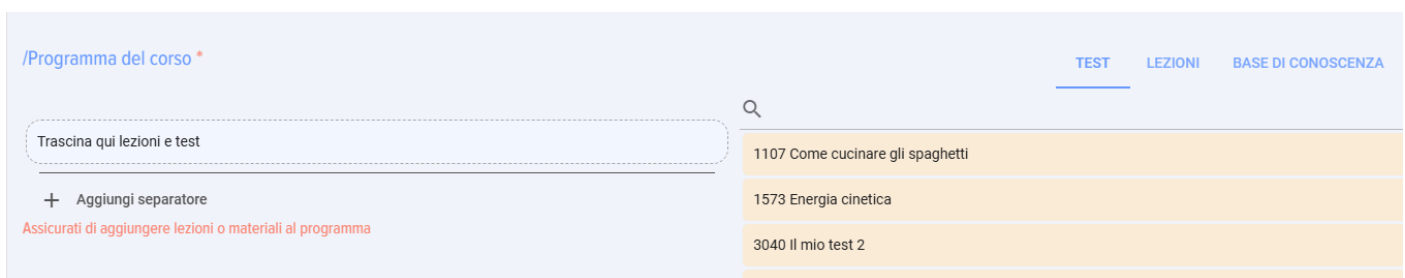 /Programma del corso *
TEST LEZIONI BASE DI CONOSCENZA
Trascina qui lezioni e test
Aggiungi separatore
Assicurati di aggiungere lezioni o materiali al programma
1107 Come cucinare gli spaghetti
1573 Energia cinetica
3040 Il mio test 2